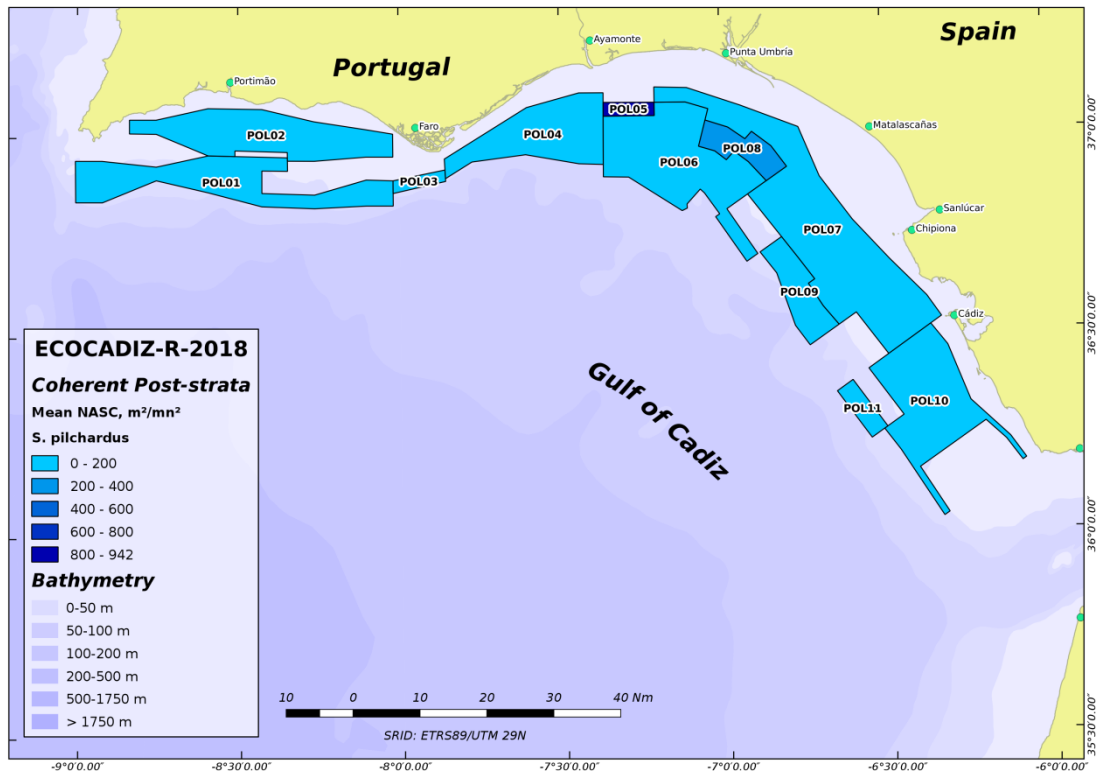 Spain
Ayamonte
Punta Umbría
Portugal
Portimão
Matalascañas
Faro
37°0'0.00"
POL05
POL04
POL02
POL08
POL06
POL03
POL01
Sanlúcar
Chipiona
POL07
POL09
Cádiz
36°30'0.00"
ECOCADIZ-R-2018
Coherent Post-strata
Mean NASC, m²/mn²
S. pilchardus
0 - 200
200 - 400
400 - 600
600 - 800
800 - 942
Bathymetry
0-50 m
50-100 m
100-200 m
200-500 m
500-1750 m
> 1750 m
Gulf of Cadiz
POL10
POL11
36°0'0.00"
10 0 10 20 30 40 Nm
SRID: ETRS89/UTM 29N
35°30'0.00"
-9°0'0.00" -8°30'0.00" -8°0'0.00" -7°30'0.00" -7°0'0.00" -6°30'0.00" -6°0'0.00"